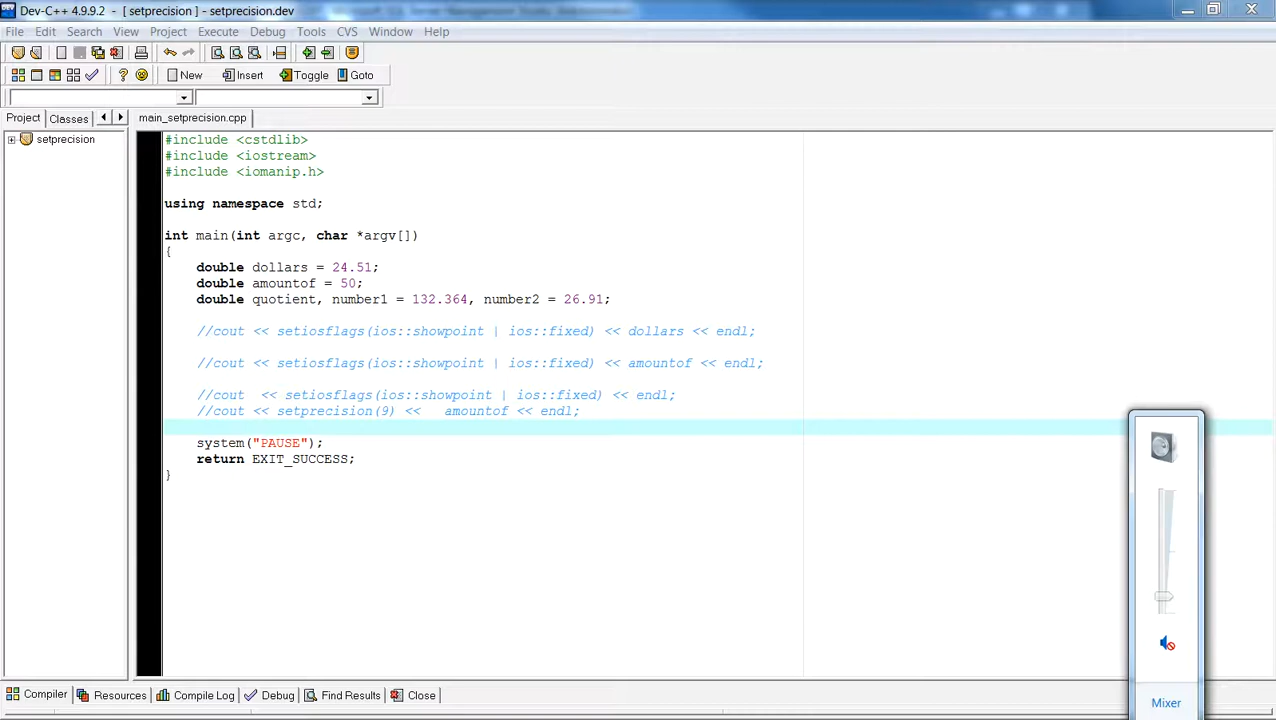 Dev-C++ 4.9.9.2 - [ setprecision ] - setprecision.dev
File Edit Search View Project Execute Debug Tools CVS Window Help
New Insert Toggle Goto
Project Classes main_setprecision.cpp
setprecision
#include <cstdlib>
#include <iostream>
#include <iomanip.h>
using namespace std;
int main(int argc, char *argv[])
{
double dollars = 24.51;
double amountof = 50;
double quotient, number1 = 132.364, number2 = 26.91;
//cout << setiosflags(ios::showpoint | ios::fixed) << dollars << endl;
//cout << setiosflags(ios::showpoint | ios::fixed) << amountof << endl;
//cout  << setiosflags(ios::showpoint | ios::fixed) << endl;
//cout << setprecision(9) <<   amountof << endl;
system("PAUSE");
return EXIT_SUCCESS;
}
Compiler Resources Compile Log Debug Find Results Close
Mixer